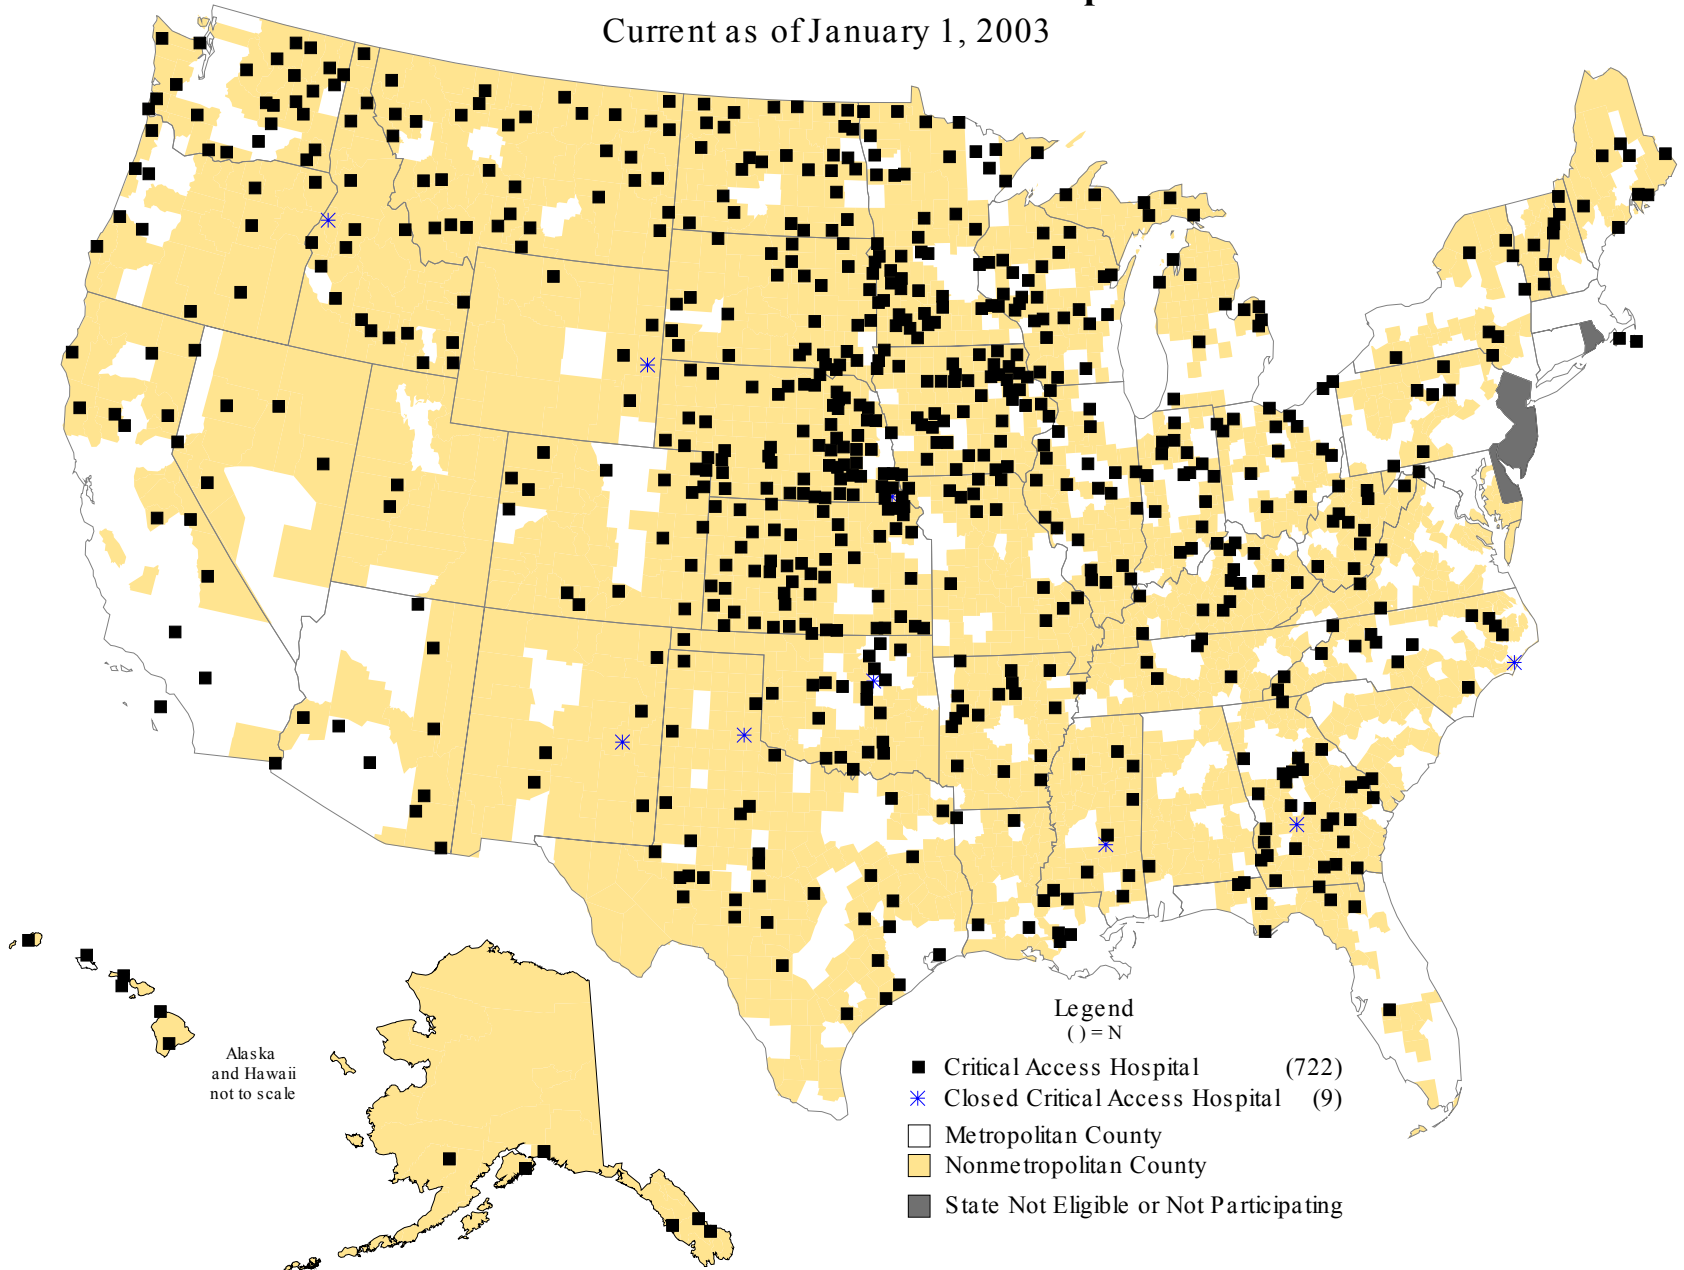 Current as of January 1, 2003
Alaska
and Hawaii
not to scale
Legend
( ) = N
Critical Access Hospital (722)
Closed Critical Access Hospital (9)
Metropolitan County
Nonmetropolitan County
State Not Eligible or Not Participating